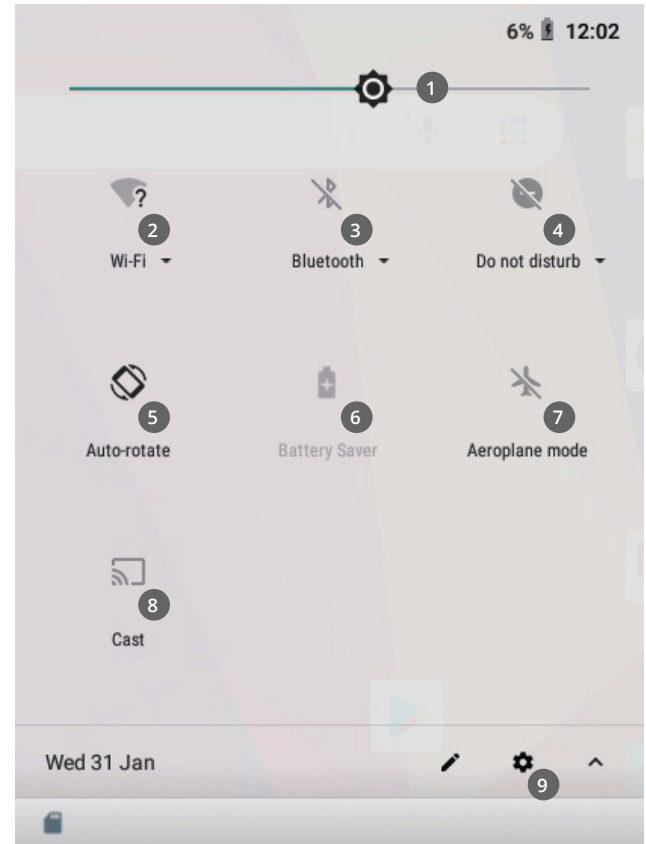 6% 12:02
1
?
2 3 4
Wi-Fi Bluetooth Do not disturb
5 6 7
Auto-rotate Battery Saver Aeroplane mode
8
Cast
Wed 31 Jan
9